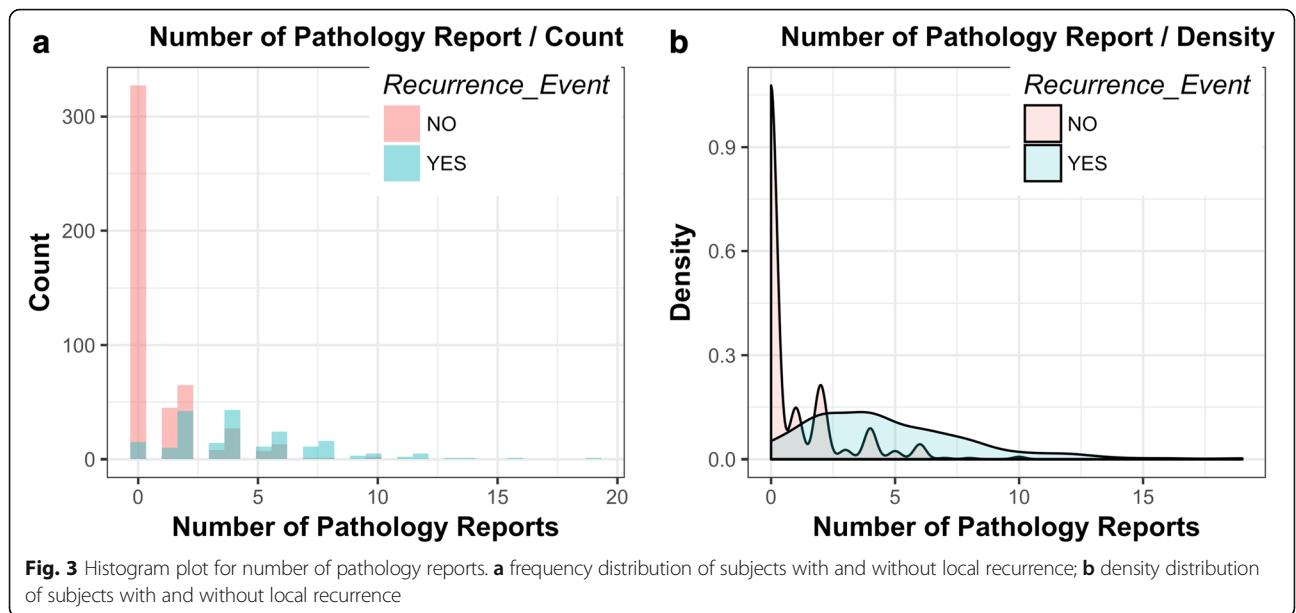 a
Number of Pathology Report / Count
Recurrence_Event
NO
YES
300
200
100
0
Count
0 5 10 15 20
Number of Pathology Reports
b
Number of Pathology Report / Density
Recurrence_Event
NO
YES
0.9
0.6
0.3
0.0
Density
0 5 10 15
Number of Pathology Reports
Fig. 3 Histogram plot for number of pathology reports. a frequency distribution of subjects with and without local recurrence; b density distribution
of subjects with and without local recurrence